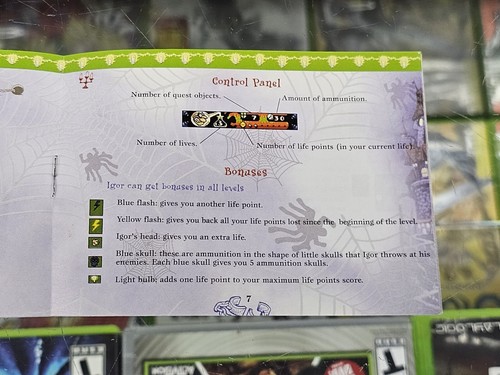 Control Panel
Number of quest objects.
Amount of ammunition.
7 30
Number of lives.
Number of life points (in your current life)
Bonuses
Igor can get bonuses in all levels
Blue flash: gives you another life point.
Yellow flash: gives you back all your life points lost since the beginning of the level.
Igor's head: gives you an extra life.
Blue skull: these are ammunition in the shape of little skulls that Igor throws at his
enemies. Each blue skull gives you 5 ammunition skulls.
Light bulb; adds one life point to your maximum life points score.
7